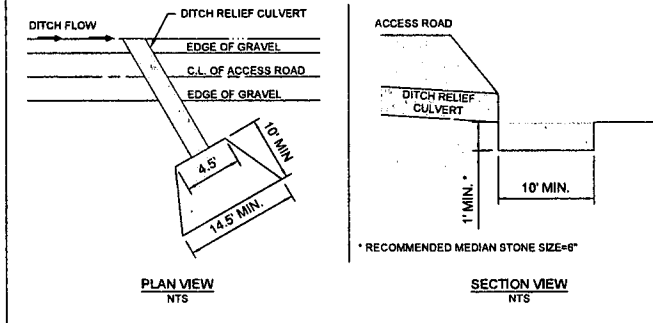 DITCH FLOW
DITCH RELIEF CULVERT
EDGE OF GRAVEL
C.L. OF ACCESS ROAD
EDGE OF GRAVEL
4.5'
10' MIN
14.5' MIN.
PLAN VIEW
NTS
ACCESS ROAD
DITCH RELIEF
CULVERT
1' MIN. *
10' MIN.
* RECOMMENDED MEDIAN STONE SIZE=6"
SECTION VIEW
NTS